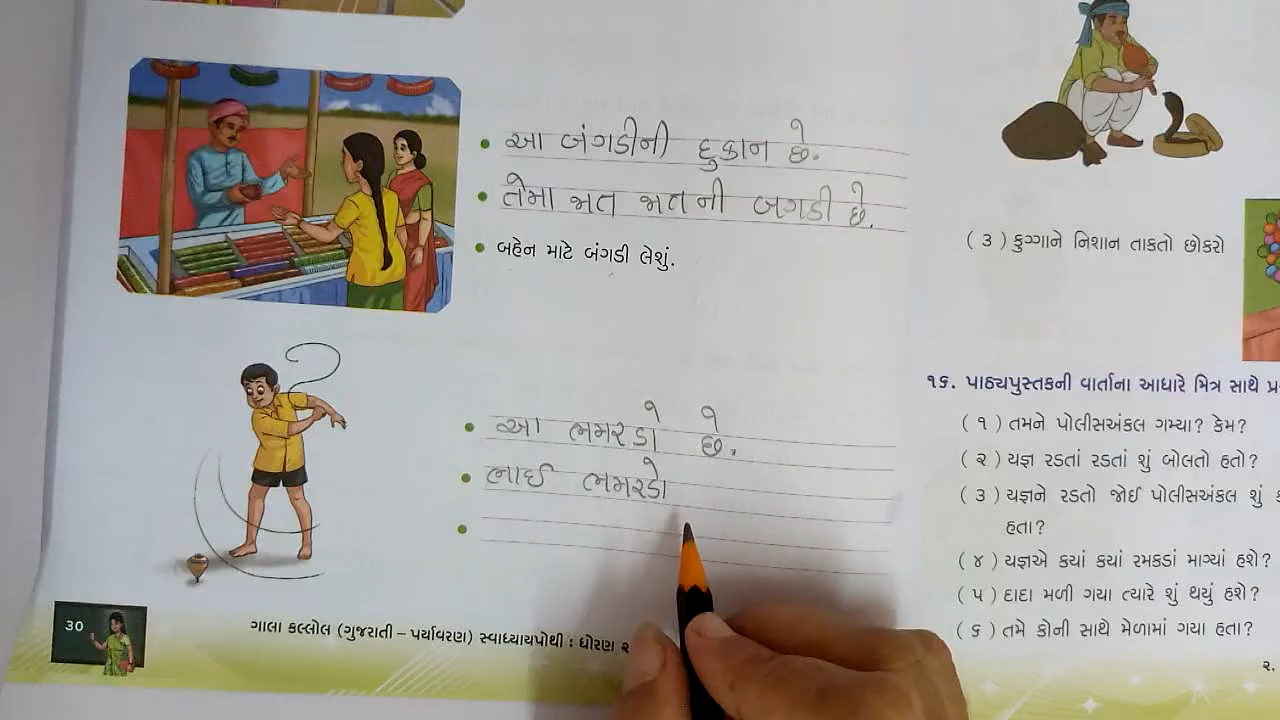 આ બંગડીની દુકાન છે.
તેમા ભાત ભાતની બગડી છે.
બહેન માટે બંગડી લેશું.
આ ભમરડો છે.
ભાઈ ભમરડો
30
ગાલા કલ્લોલ (ગુજરાતી – પર્યાવરણ) સ્વાધ્યાયપોથી : ધોરણ ૨
( ૩ ) ફુગ્ગાને નિશાન તાકતો છોકરો
૧૬. પાઠ્યપુસ્તકની વાર્તાના આધારે મિત્ર સાથે
( ૧ ) તમને પોલીસઅંકલ ગમ્યા? કેમ?
( ૨ ) યજ્ઞ રડતાં રડતાં શું બોલતો હતો?
( ૩ ) યજ્ઞને રડતો જોઈ પોલીસઅંકલ શું
હતા?
( ૪ ) યજ્ઞએ કયાં કયાં રમકડાં માગ્યાં હશે?
( ૫ ) દાદા મળી ગયા ત્યારે શું થયું હશે?
( ૬ ) તમે કોની સાથે મેળામાં ગયા હતા?
૨.